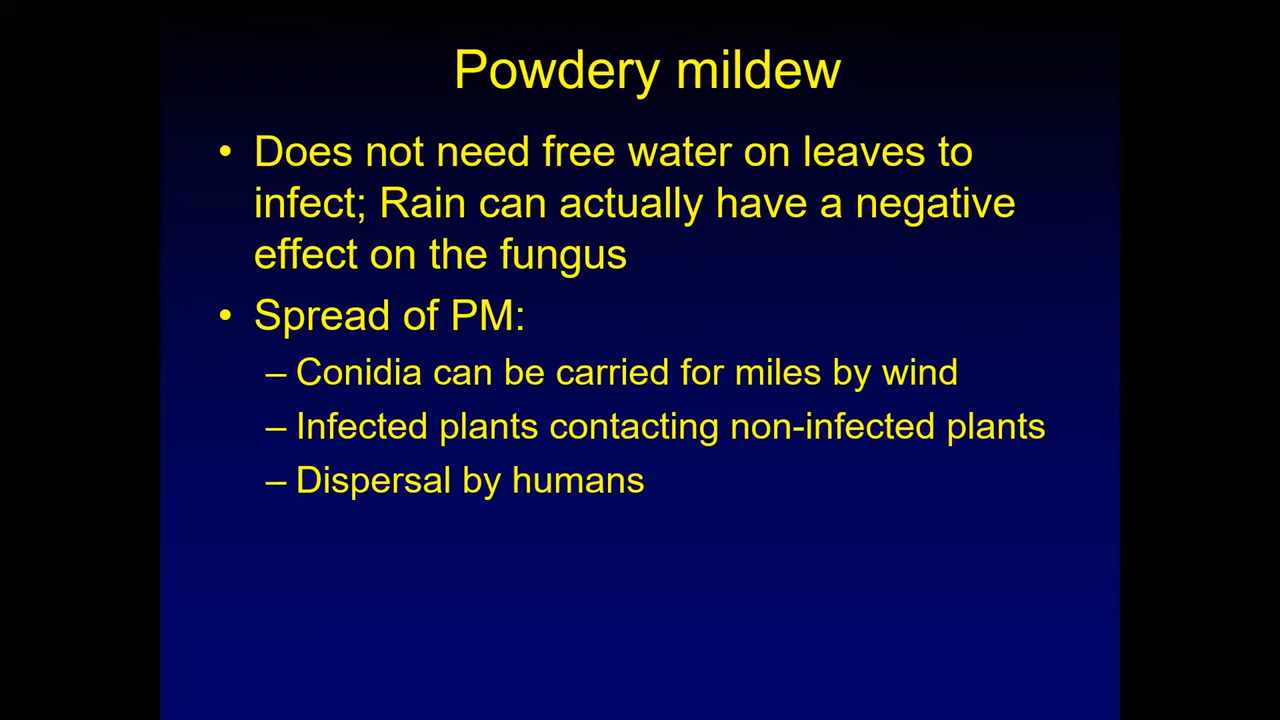 Powdery mildew
• Does not need free water on leaves to
infect; Rain can actually have a negative
effect on the fungus
• Spread of PM:
– Conidia can be carried for miles by wind
– Infected plants contacting non-infected plants
– Dispersal by humans